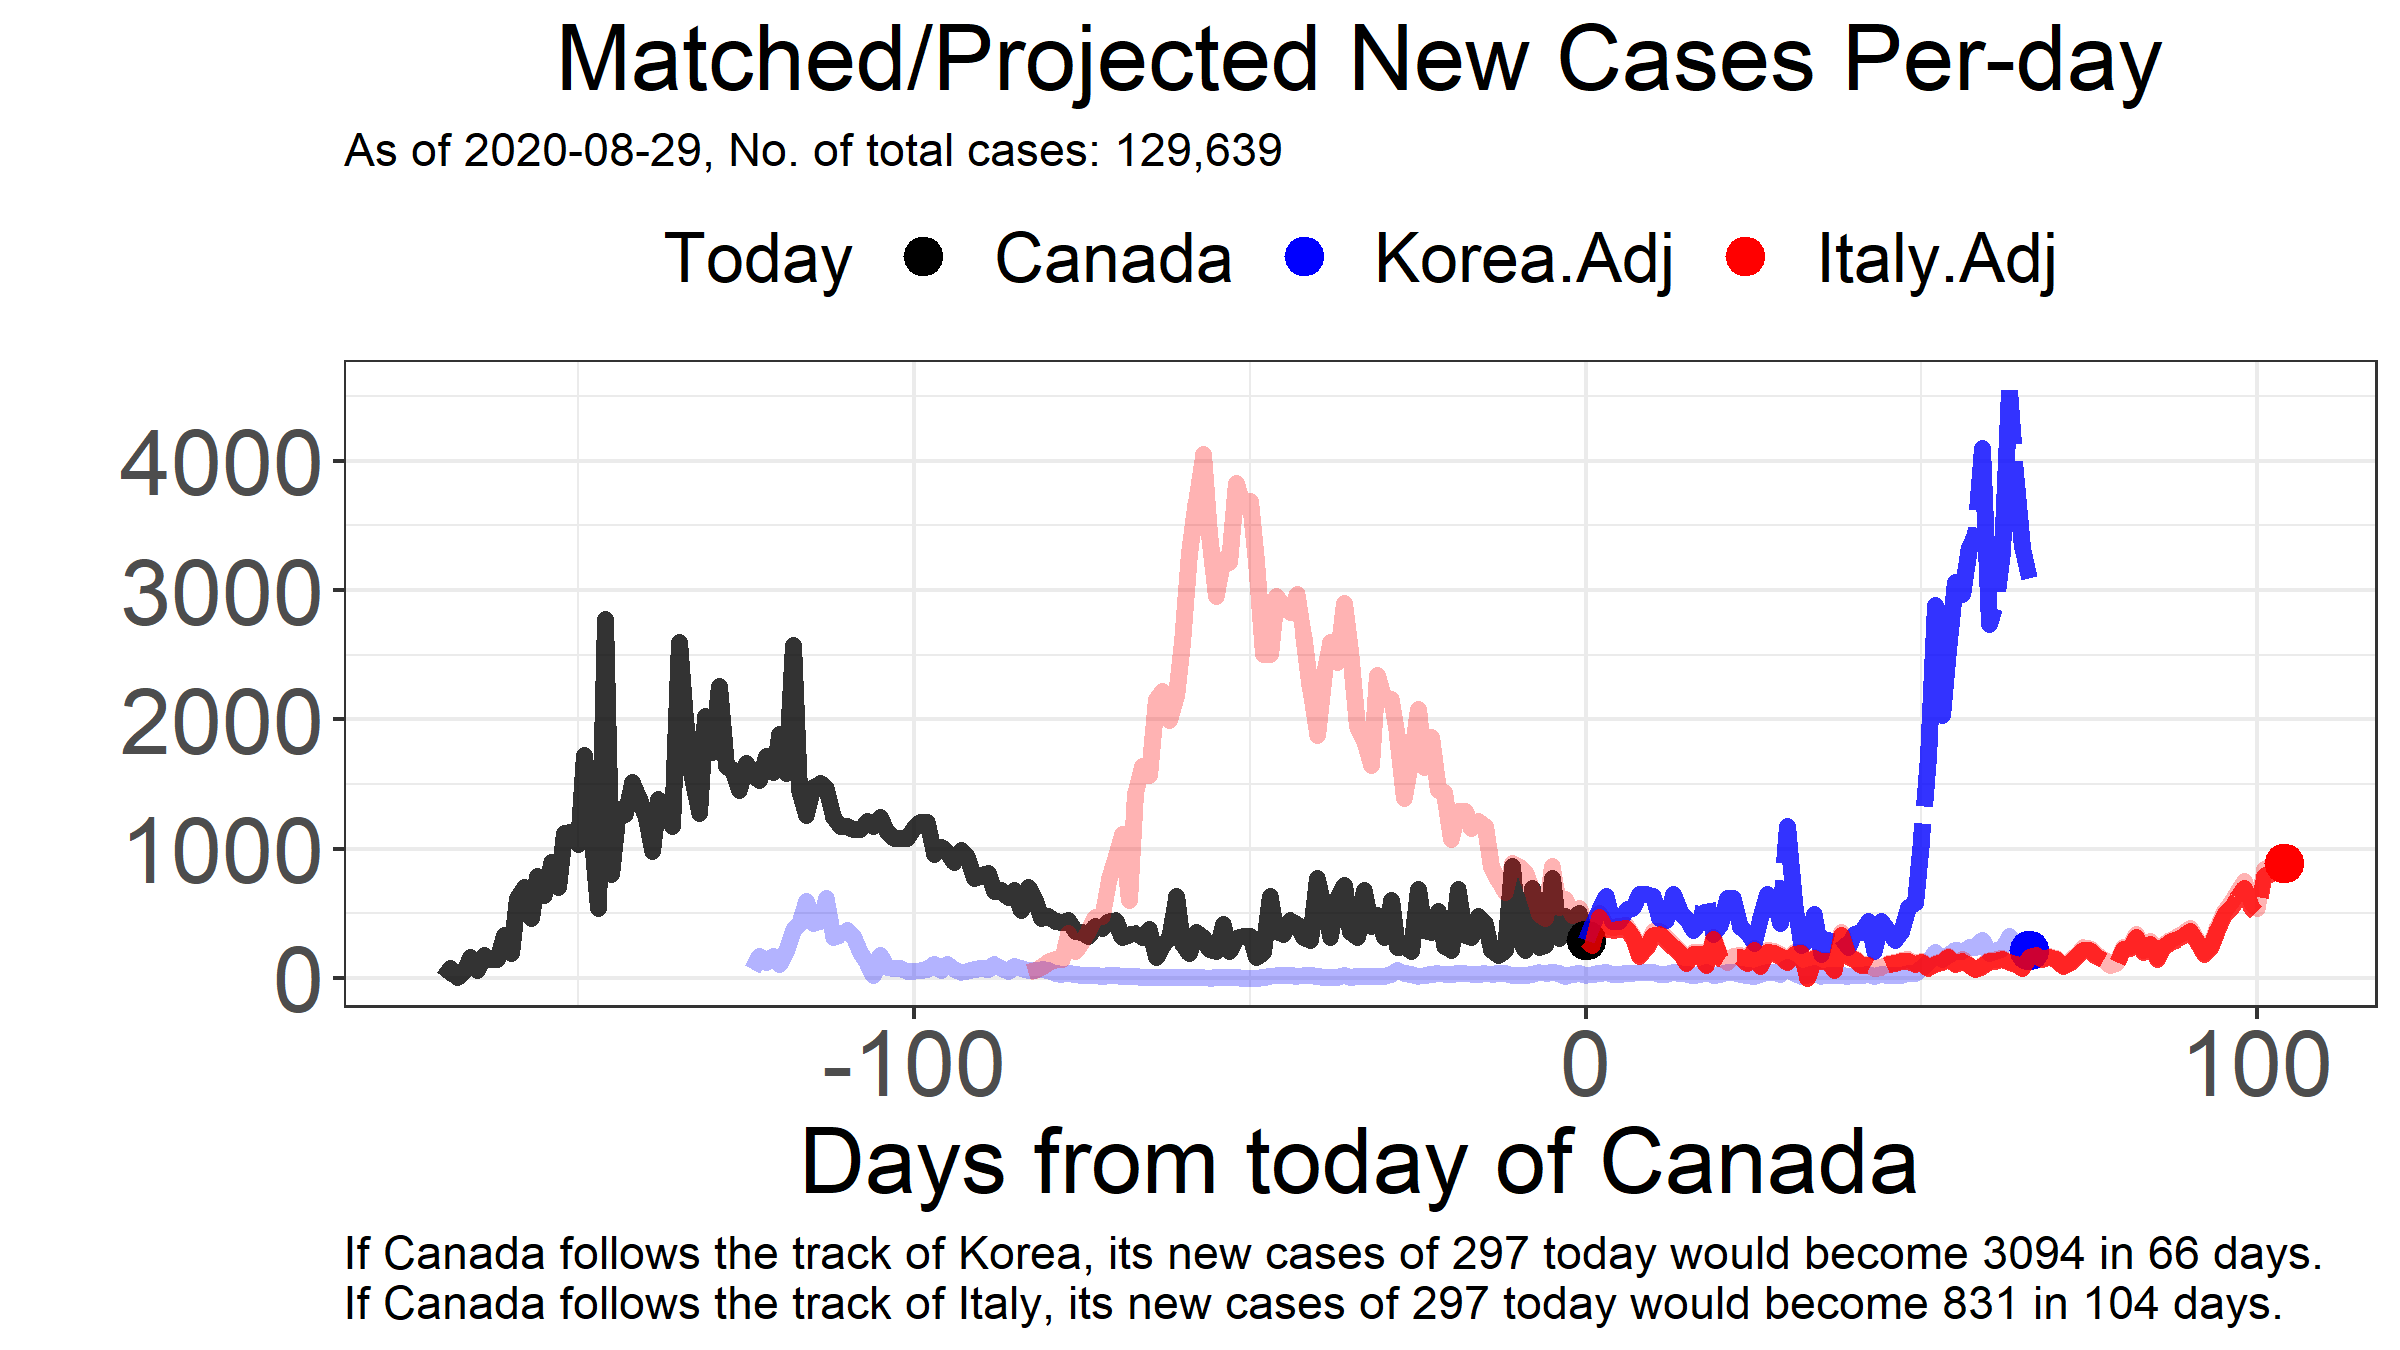 Matched/Projected New Cases Per-day
As of 2020-08-29, No. of total cases: 129,639
Today Canada Korea.Adj Italy.Adj
4000
3000
2000
1000
0
-100 0 100
Days from today of Canada
If Canada follows the track of Korea, its new cases of 297 today would become 3094 in 66 days.
If Canada follows the track of Italy, its new cases of 297 today would become 831 in 104 days.